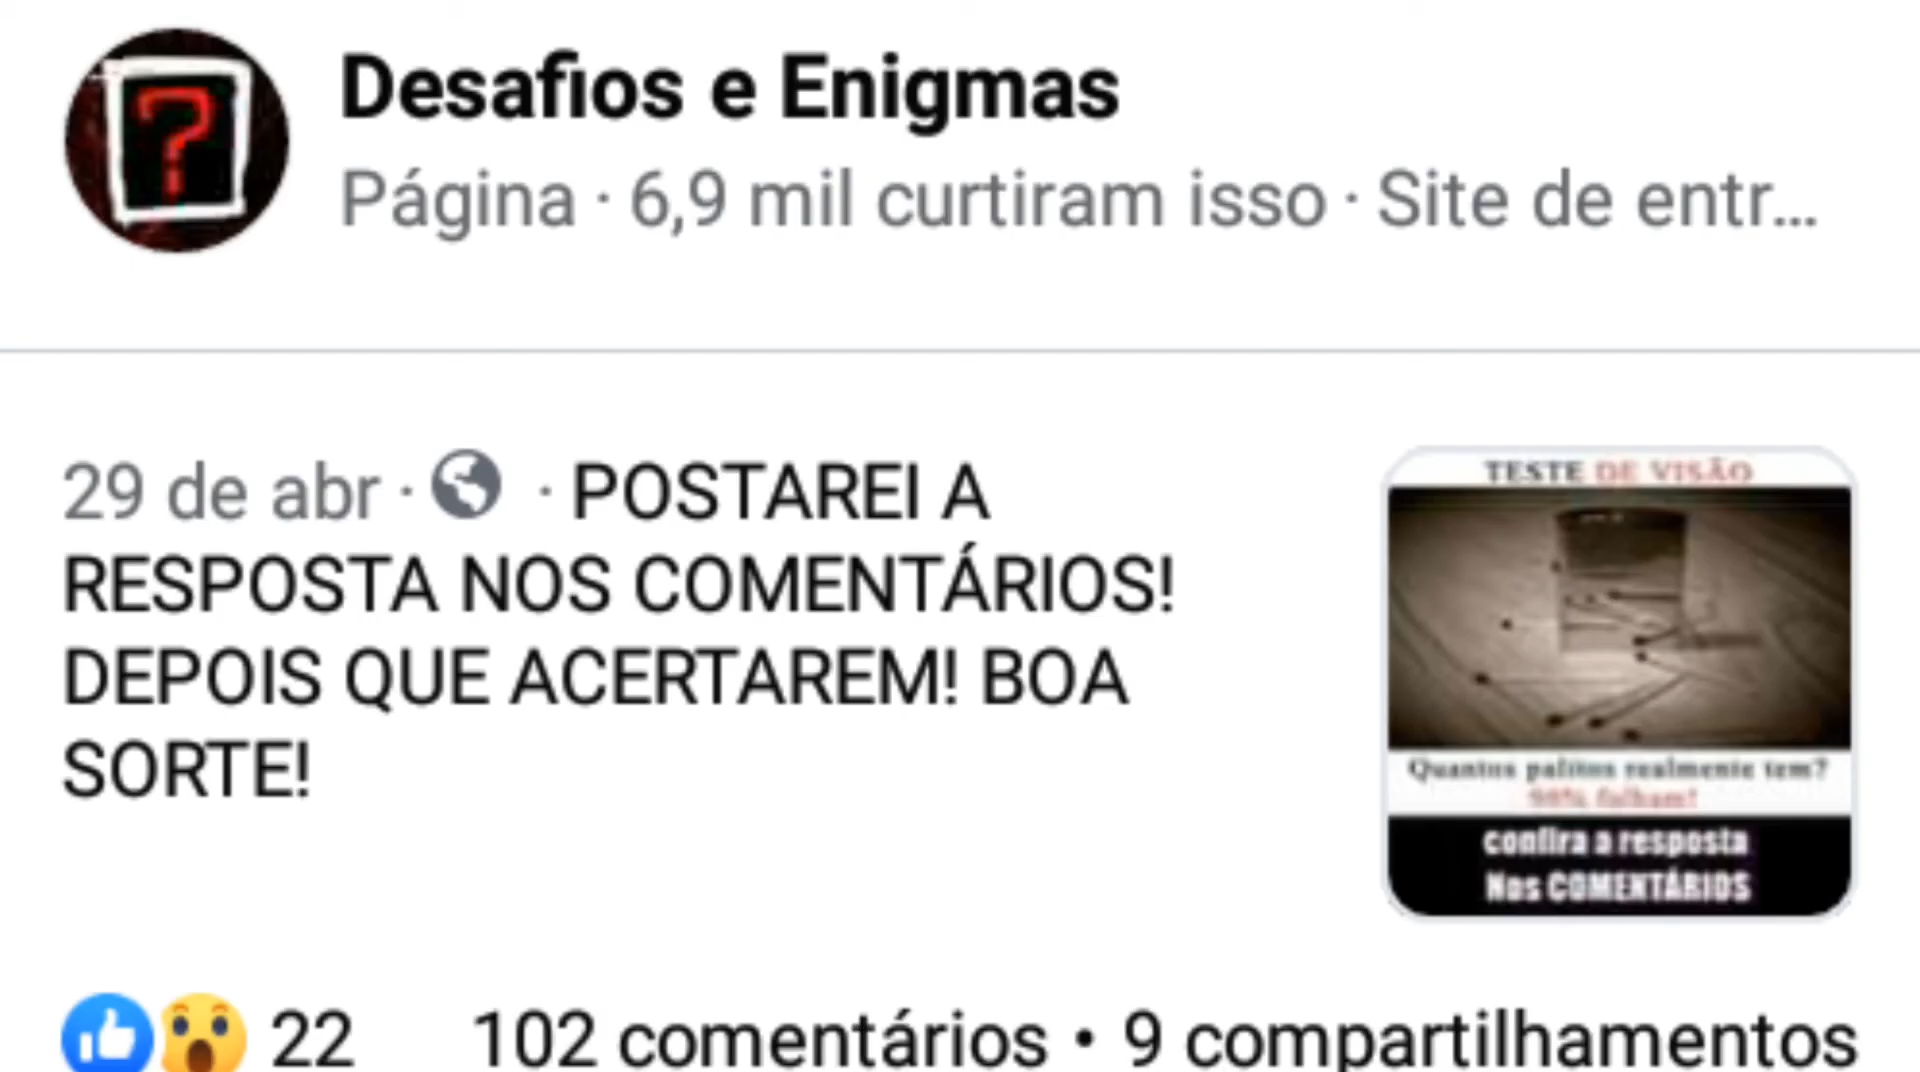 Desafios e Enigmas
Página · 6,9 mil curtiram isso · Site de entr...
29 de abr · · POSTAREI A
RESPOSTA NOS COMENTÁRIOS!
DEPOIS QUE ACERTAREM! BOA
SORTE!
TESTE DE VISÃO
Quantos palitos realmente tem?
90% falham!
confira a resposta
Nos COMENTÁRIOS
22 102 comentários • 9 compartilhamentos